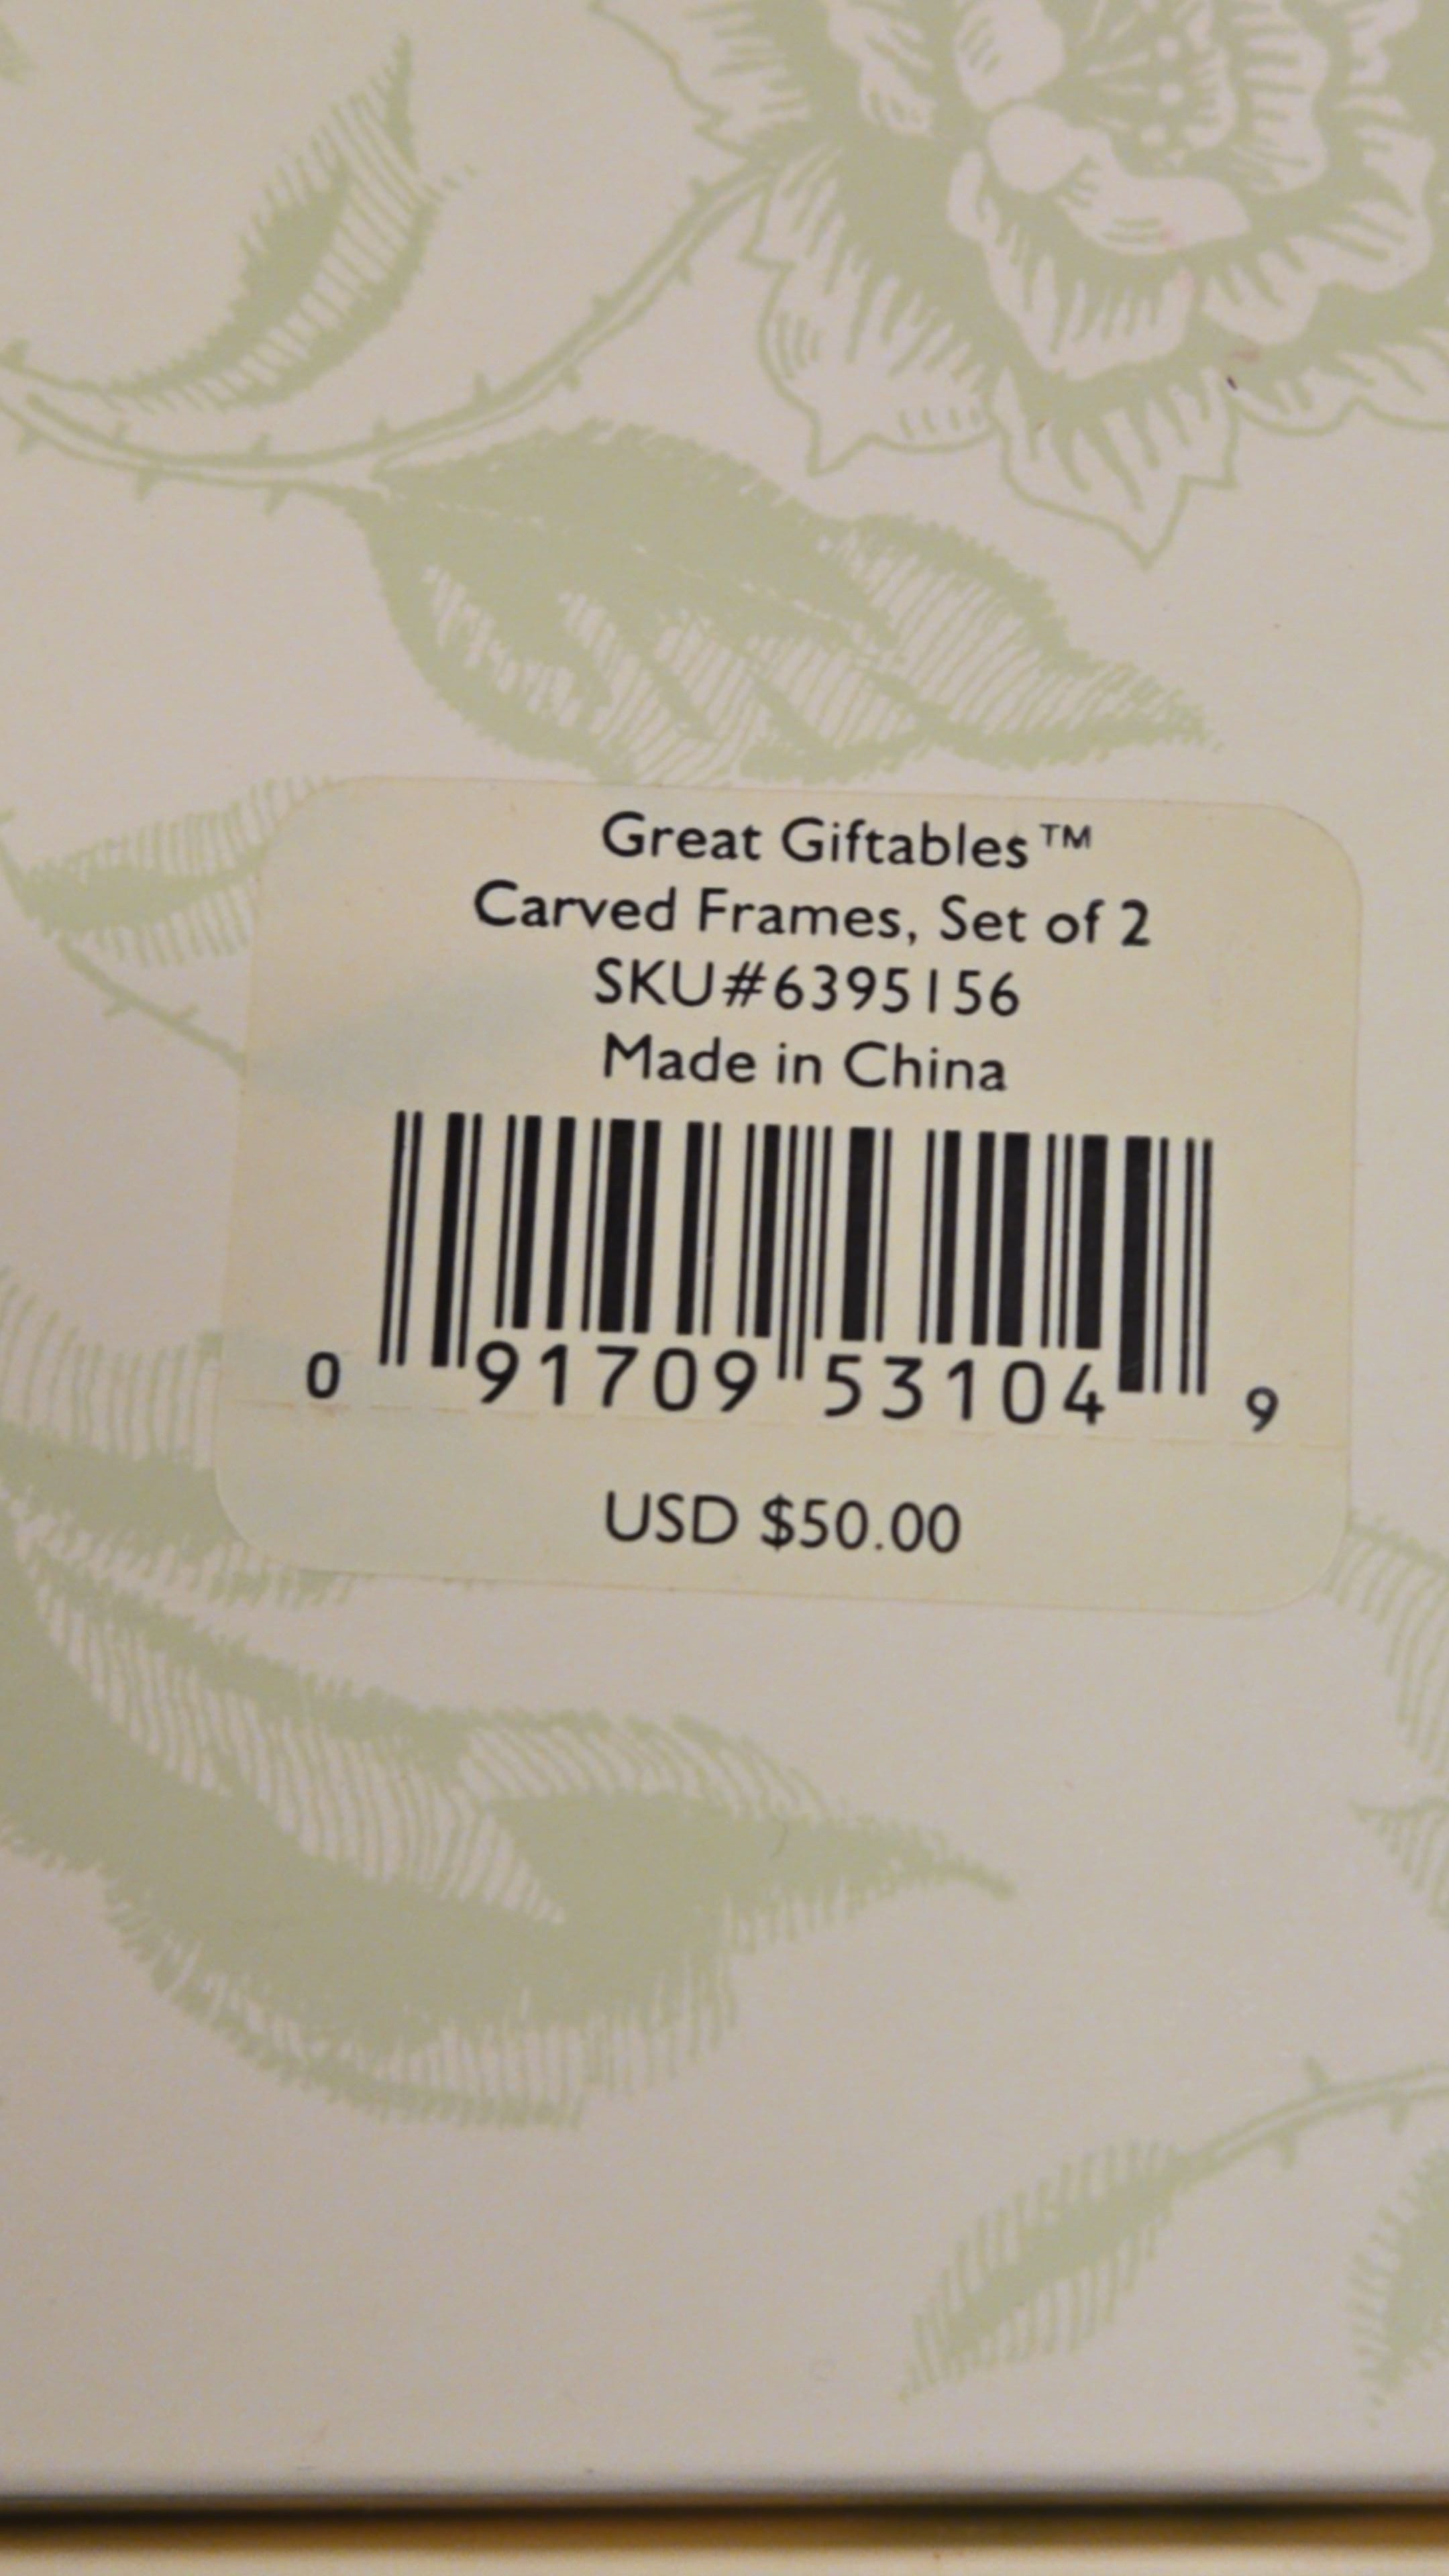 Great Giftables™
Carved Frames, Set of 2
SKU#6395156
Made in China
0 91709 53104 9
USD $50.00